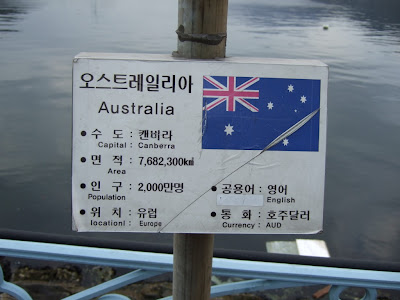 오스트레일리아
Australia
• 수 도 : 캔바라
Capital : Canberra
• 면 적 : 7,682,300㎢
Area
• 인 구 : 2,000만명
Population
• 공용어 : 영어
English
• 위 치 : 유럽
locationl : Europe
• 통 화 : 호주달러
Currency : AUD